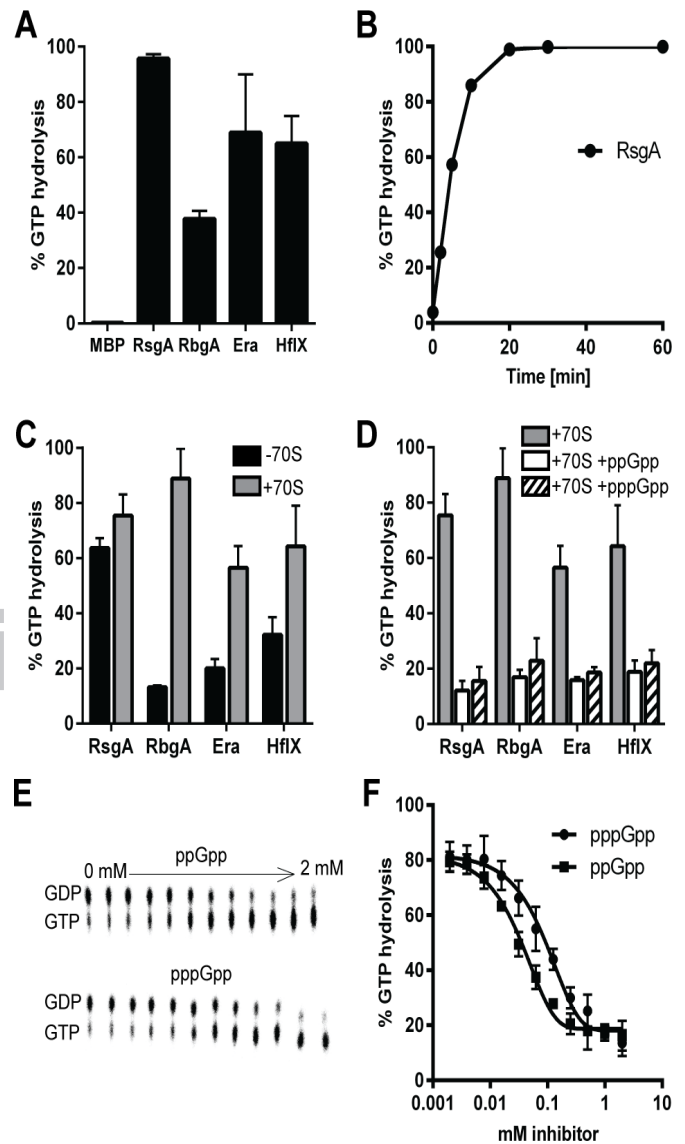 A
% GTP hydrolysis
100
80
60
40
20
0
MBP RsgA RbgA Era HflX
B
% GTP hydrolysis
100
80
60
40
20
0
RsgA
0 20 40 60
Time [min]
C
% GTP hydrolysis
100
80
60
40
20
0
-70S
+70S
RsgA RbgA Era HflX
D
% GTP hydrolysis
100
80
60
40
20
0
+70S
+70S +ppGpp
+70S +pppGpp
RsgA RbgA Era HflX
E
ppGpp
0 mM 2 mM
GDP
GTP
pppGpp
GDP
GTP
F
% GTP hydrolysis
100
80
60
40
20
0
pppGpp
ppGpp
0.001 0.01 0.1 1 10
mM inhibitor